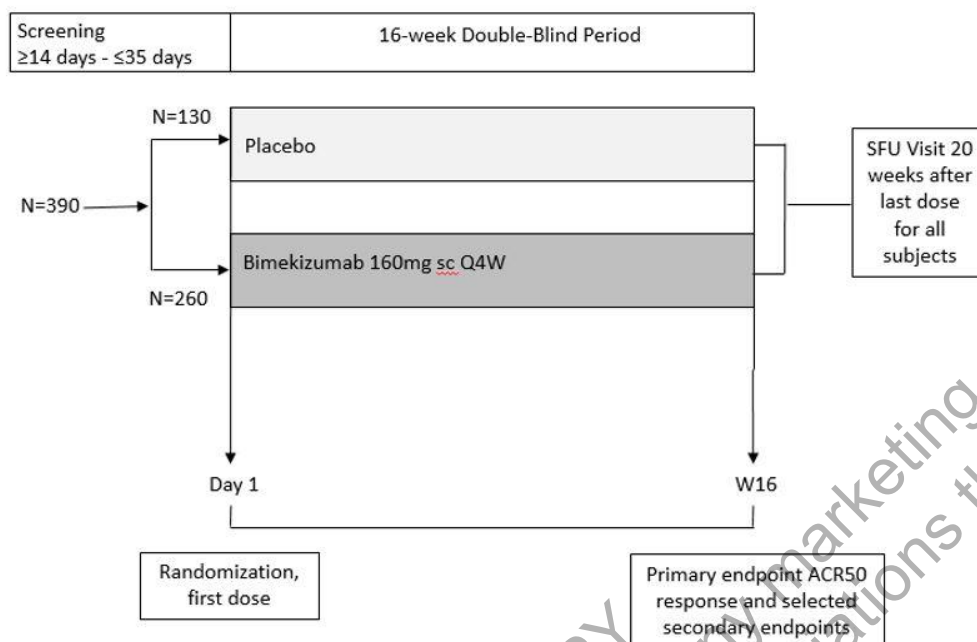 Screening
≥14 days - ≤35 days
16-week Double-Blind Period
N=130
Placebo
N=390
Bimekizumab 160mg sc Q4W
N=260
SFU Visit 20
weeks after
last dose
for all
subjects
Day 1
W16
Randomization,
first dose
Primary endpoint ACR50
response and selected
secondary endpoints
marketing